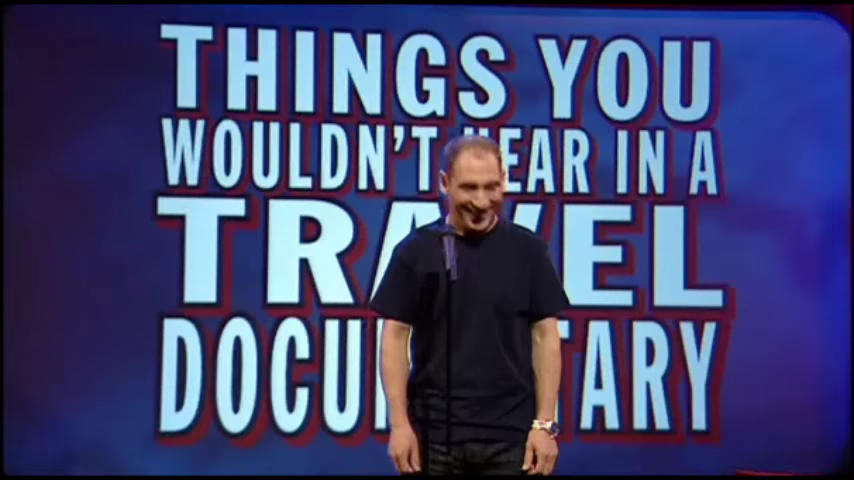 THINGS YOU
WOULDN'T HEAR IN A
TRAVEL
DOCUMENTARY